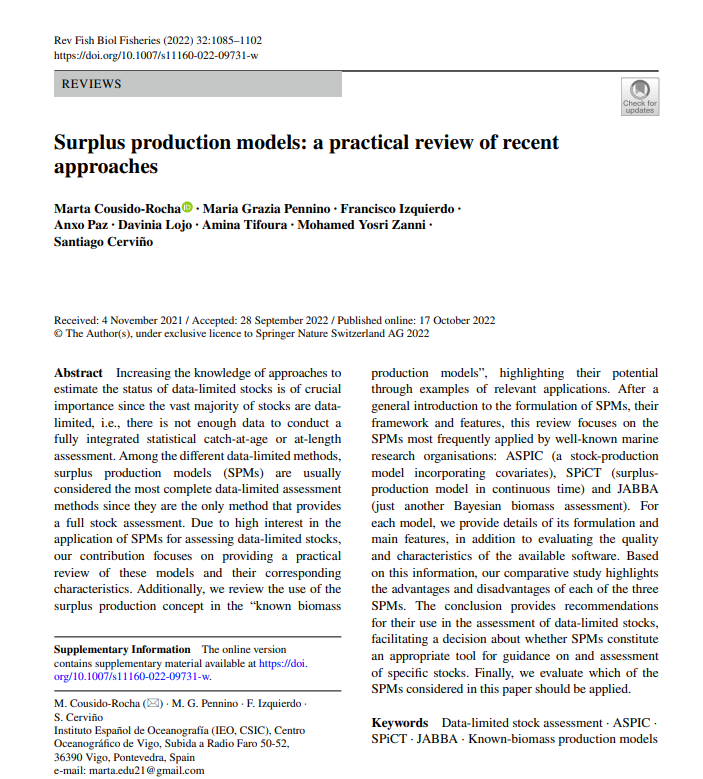 Rev Fish Biol Fisheries (2022) 32:1085–1102
https://doi.org/10.1007/s11160-022-09731-w
REVIEWS
Check for
updates
Surplus production models: a practical review of recent
approaches
Marta Cousido-Rocha iD · Maria Grazia Pennino · Francisco Izquierdo ·
Anxo Paz · Davinia Lojo · Amina Tifoura · Mohamed Yosri Zanni ·
Santiago Cerviño
Received: 4 November 2021 / Accepted: 28 September 2022 / Published online: 17 October 2022
© The Author(s), under exclusive licence to Springer Nature Switzerland AG 2022
Abstract Increasing the knowledge of approaches to
estimate the status of data-limited stocks is of crucial
importance since the vast majority of stocks are data-
limited, i.e., there is not enough data to conduct a
fully integrated statistical catch-at-age or at-length
assessment. Among the different data-limited methods,
surplus production models (SPMs) are usually
considered the most complete data-limited assessment
methods since they are the only method that provides
a full stock assessment. Due to high interest in the
application of SPMs for assessing data-limited stocks,
our contribution focuses on providing a practical
review of these models and their corresponding
characteristics. Additionally, we review the use of the
surplus production concept in the “known biomass
Supplementary Information The online version
contains supplementary material available at https://doi.
org/10.1007/s11160-022-09731-w.
M. Cousido-Rocha (✉) · M. G. Pennino · F. Izquierdo ·
S. Cerviño
Instituto Español de Oceanografía (IEO, CSIC), Centro
Oceanográfico de Vigo, Subida a Radio Faro 50-52,
36390 Vigo, Pontevedra, Spain
e-mail: marta.edu21@gmail.com
production models”, highlighting their potential
through examples of relevant applications. After a
general introduction to the formulation of SPMs, their
framework and features, this review focuses on the
SPMs most frequently applied by well-known marine
research organisations: ASPIC (a stock-production
model incorporating covariates), SPiCT (surplus-
production model in continuous time) and JABBA
(just another Bayesian biomass assessment). For
each model, we provide details of its formulation and
main features, in addition to evaluating the quality
and characteristics of the available software. Based
on this information, our comparative study highlights
the advantages and disadvantages of each of the three
SPMs. The conclusion provides recommendations
for their use in the assessment of data-limited stocks,
facilitating a decision about whether SPMs constitute
an appropriate tool for guidance on and assessment
of specific stocks. Finally, we evaluate which of the
SPMs considered in this paper should be applied.
Keywords Data-limited stock assessment · ASPIC ·
SPiCT · JABBA · Known-biomass production models